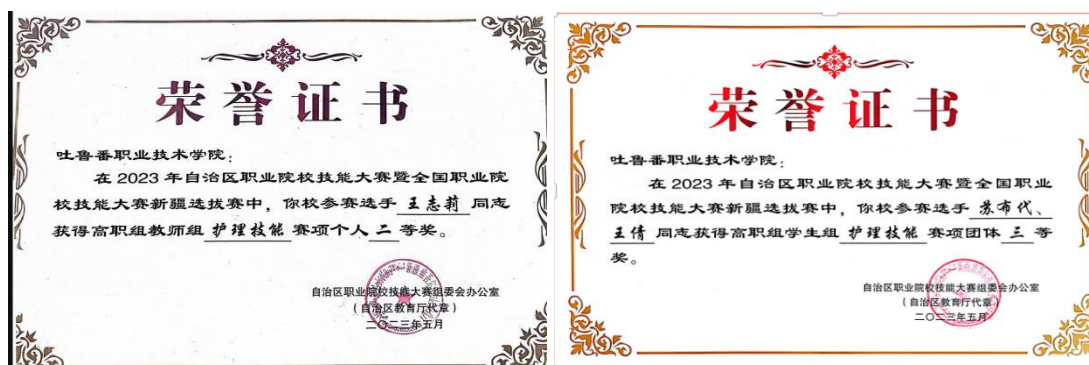 荣誉证书
吐鲁番职业技术学院：
在2023年自治区职业院校技能大赛暨全国职业院
校技能大赛新疆选拔赛中，你校参赛选手 王志莉 同志
获得高职组教师组 护理技能 赛项个人 二 等奖。
自治区职业院校技能大赛组委会办公室
（自治区教育厅代章）
二〇二三年五月
荣誉证书
吐鲁番职业技术学院：
在2023年自治区职业院校技能大赛暨全国职业
院校技能大赛新疆选拔赛中，你校参赛选手 苏布代、
王倩 同志获得高职组学生组 护理技能 赛项团体 三 等
奖。
自治区职业院校技能大赛组委会办公室
（自治区教育厅代章）
二〇二三年五月